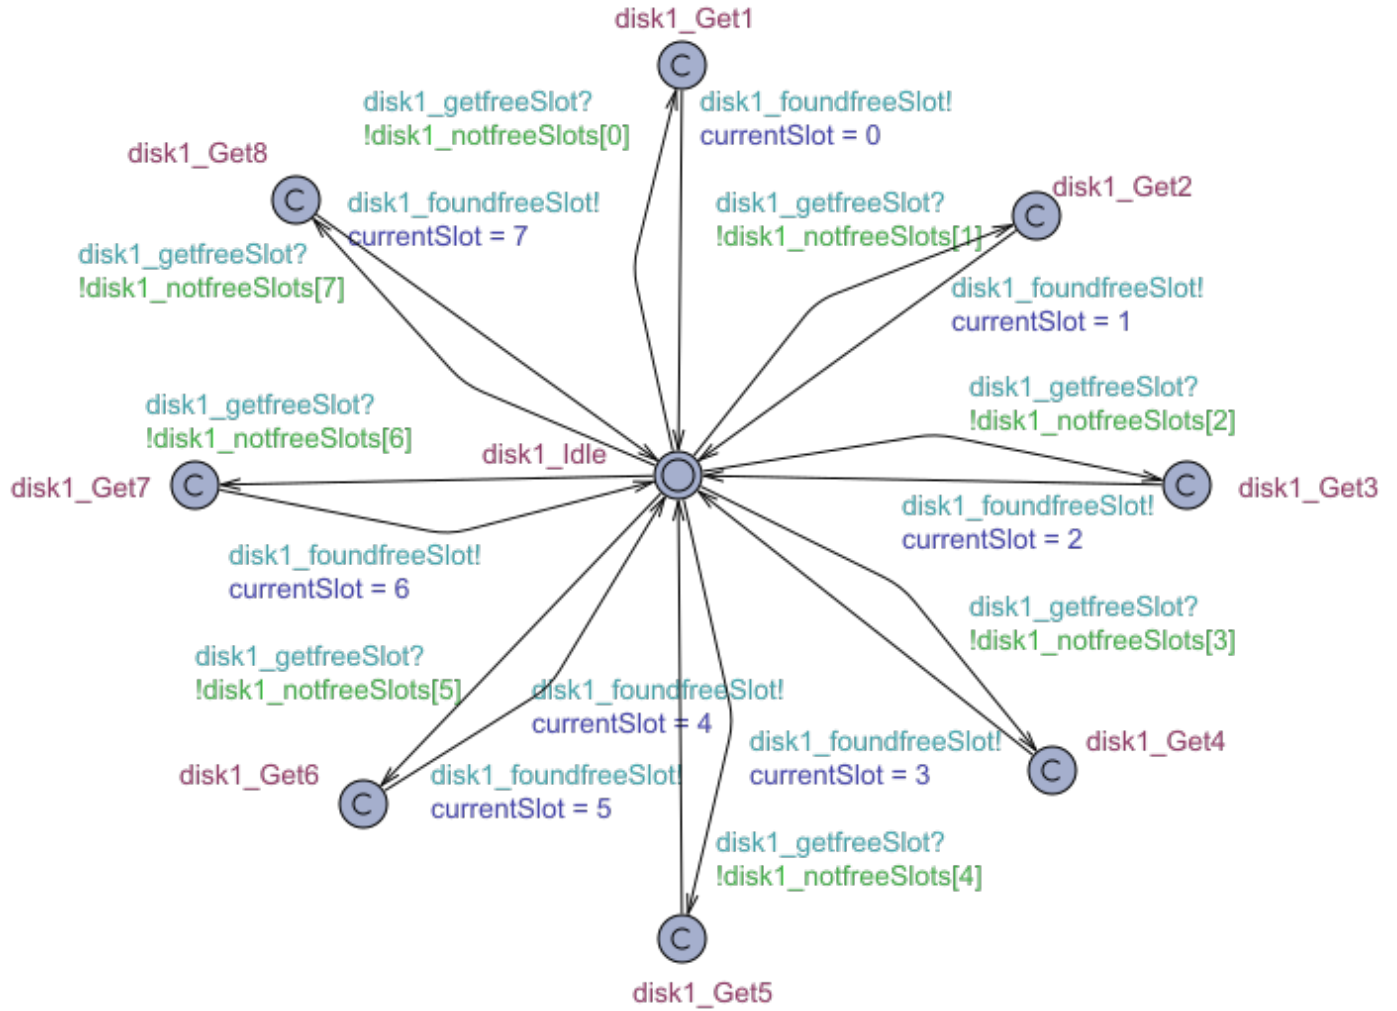 disk1_Get1
disk1_getfreeSlot?
!disk1_notfreeSlots[0]
disk1_foundfreeSlot!
currentSlot = 0
disk1_Get8
C
C
disk1_foundfreeSlot!
currentSlot = 7
disk1_getfreeSlot?
!disk1_notfreeSlots[7]
disk1_getfreeSlot?
!disk1_notfreeSlots[1]
disk1_Get2
C
disk1_foundfreeSlot!
currentSlot = 1
disk1_getfreeSlot?
!disk1_notfreeSlots[6]
disk1_Idle
disk1_getfreeSlot?
!disk1_notfreeSlots[2]
disk1_Get7
C
C
disk1_Get3
disk1_foundfreeSlot!
currentSlot = 6
disk1_foundfreeSlot!
currentSlot = 2
disk1_getfreeSlot?
!disk1_notfreeSlots[3]
disk1_getfreeSlot?
!disk1_notfreeSlots[5]
disk1_foundfreeSlot!
currentSlot = 4
disk1_foundfreeSlot!
currentSlot = 3
disk1_Get4
C
disk1_Get6
C
disk1_foundfreeSlot!
currentSlot = 5
disk1_getfreeSlot?
!disk1_notfreeSlots[4]
C
disk1_Get5